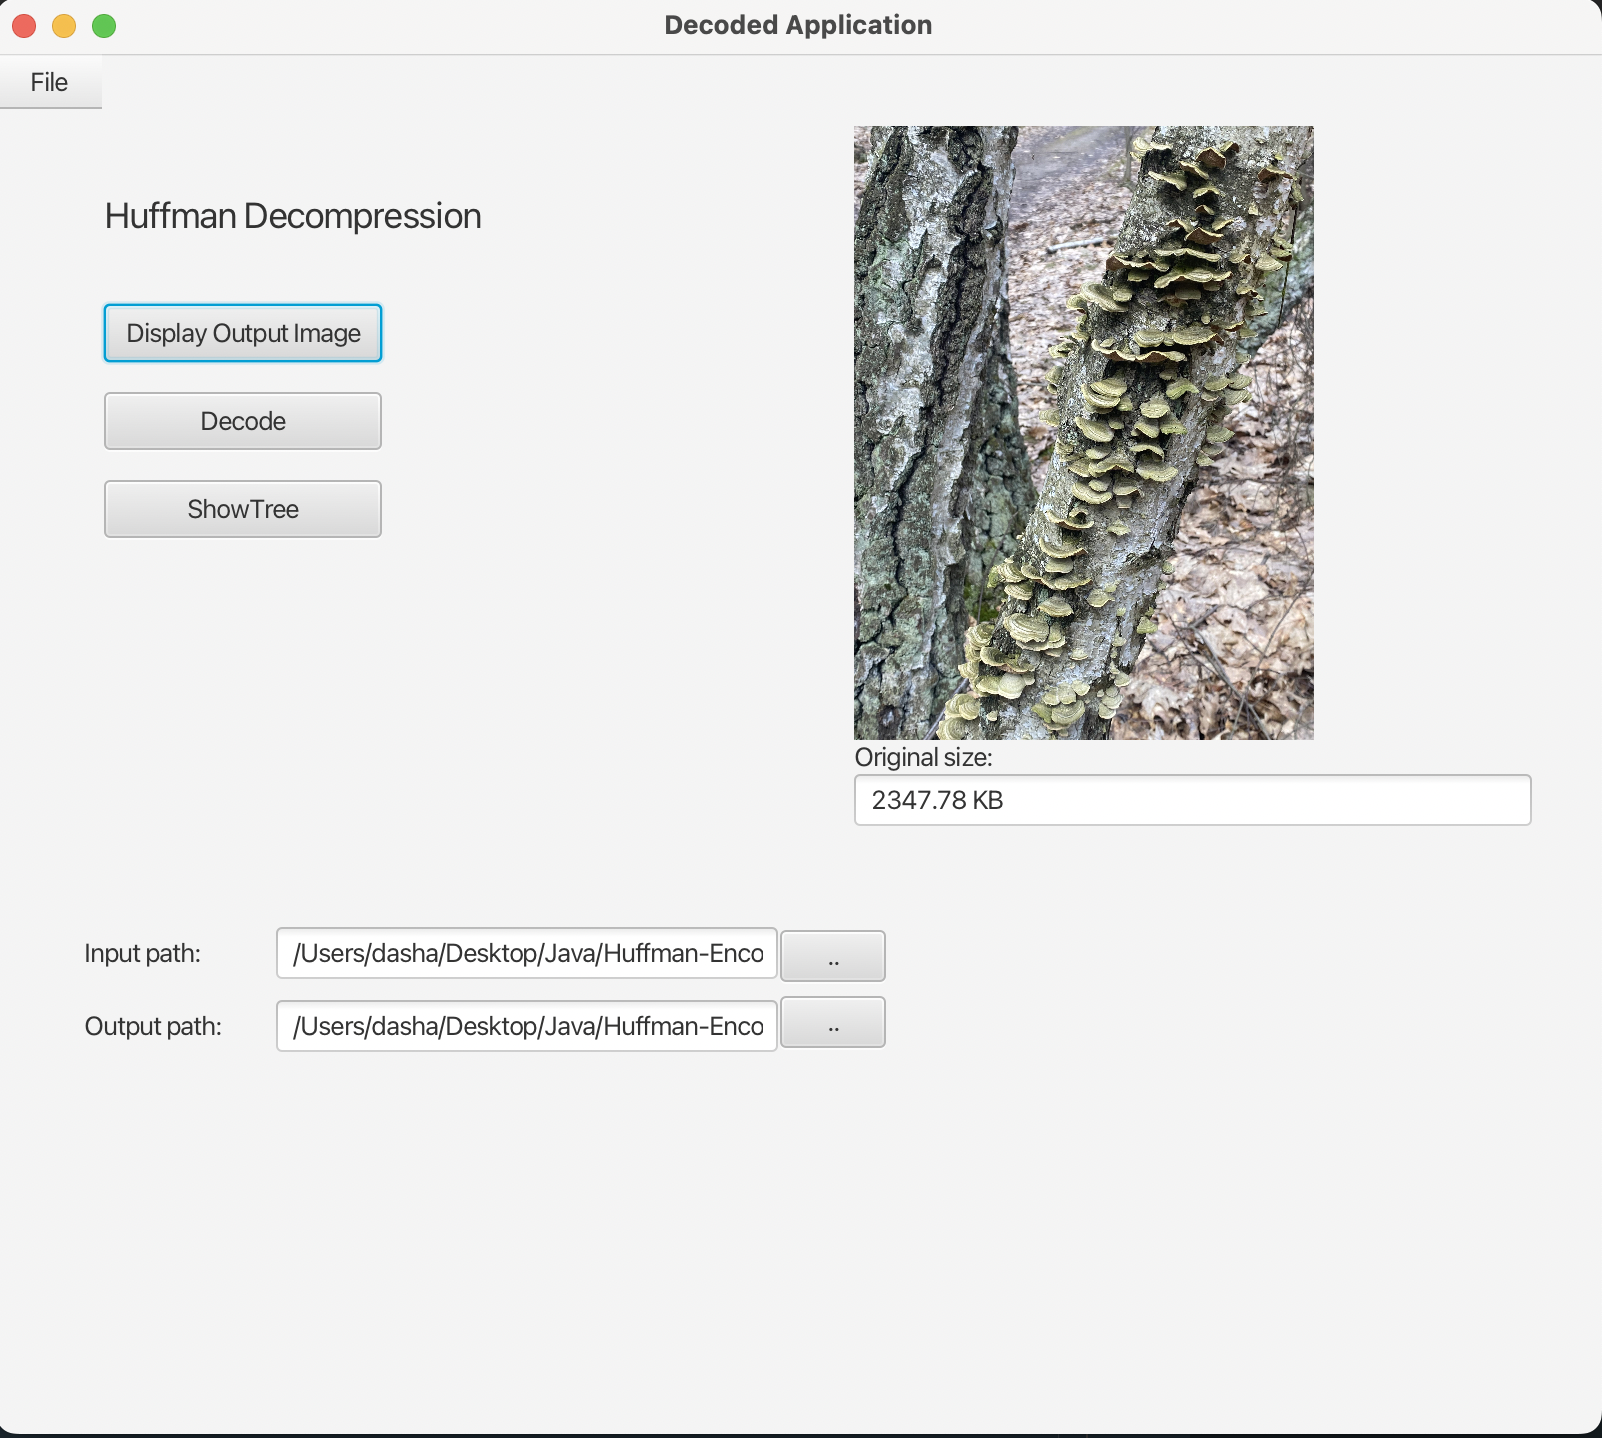 Decoded Application
File
Huffman Decompression
Display Output Image
Decode
ShowTree
Original size:
2347.78 KB
Input path:
/Users/dasha/Desktop/Java/Huffman-Enco
..
Output path:
/Users/dasha/Desktop/Java/Huffman-Enco
..